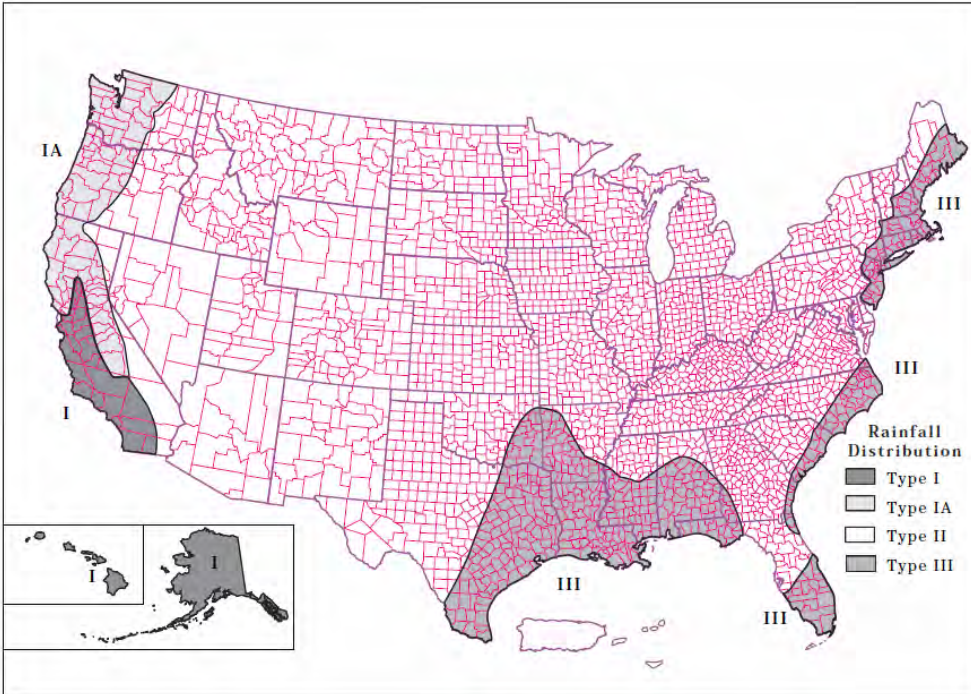 IA
III
III
I
Rainfall
Distribution
Type I
Type IA
Type II
Type III
I
I
III
III